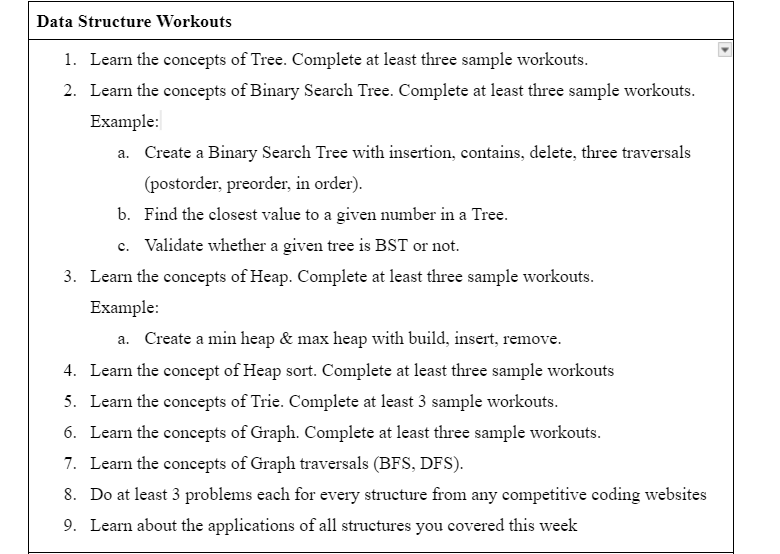 Data Structure Workouts
1. Learn the concepts of Tree. Complete at least three sample workouts.
2. Learn the concepts of Binary Search Tree. Complete at least three sample workouts.
Example:
a. Create a Binary Search Tree with insertion, contains, delete, three traversals
(postorder, preorder, in order).
b. Find the closest value to a given number in a Tree.
c. Validate whether a given tree is BST or not.
3. Learn the concepts of Heap. Complete at least three sample workouts.
Example:
a. Create a min heap & max heap with build, insert, remove.
4. Learn the concept of Heap sort. Complete at least three sample workouts
5. Learn the concepts of Trie. Complete at least 3 sample workouts.
6. Learn the concepts of Graph. Complete at least three sample workouts.
7. Learn the concepts of Graph traversals (BFS, DFS).
8. Do at least 3 problems each for every structure from any competitive coding websites
9. Learn about the applications of all structures you covered this week